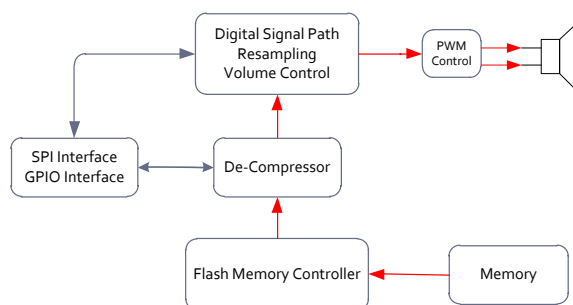 Digital Signal Path
Resampling
Volume Control
PWM
Control
SPI Interface
GPIO Interface
De-Compressor
Flash Memory Controller
Memory